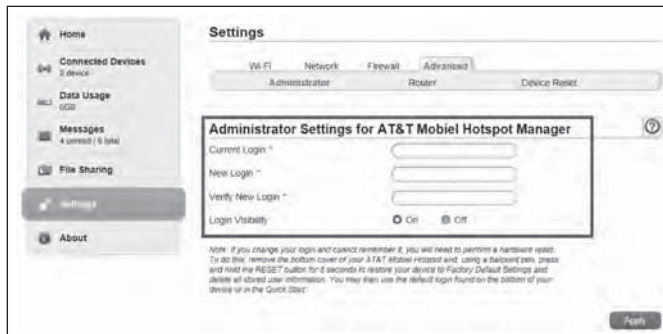 Home
Connected Devices
2 device
Data Usage
0GB
Messages
4 unread / 6 total
File Sharing
Settings
About
Settings
Wi-Fi Network Firewall Advanced
Administrator Router Device Reset
Administrator Settings for AT&T Mobiel Hotspot Manager
Current Login *
New Login *
Verify New Login *
Login Visibility On Off
Note: If you change your login and cannot remember it, you will need to perform a hardware reset.
To do this, remove the bottom cover of your AT&T Mobiel Hotspot and, using a ballpoint pen, press
and hold the RESET button for 8 seconds to restore your device to Factory Default Settings and
delete all stored user information. You may then use the default login found on the bottom of your
device or in the Quick Start.
Apply